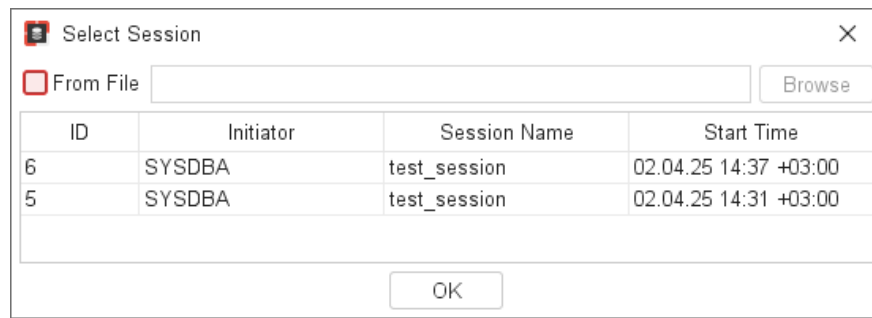 Select Session
From File Browse
ID Initiator Session Name Start Time
6 SYSDBA test_session 02.04.25 14:37 +03:00
5 SYSDBA test_session 02.04.25 14:31 +03:00
OK